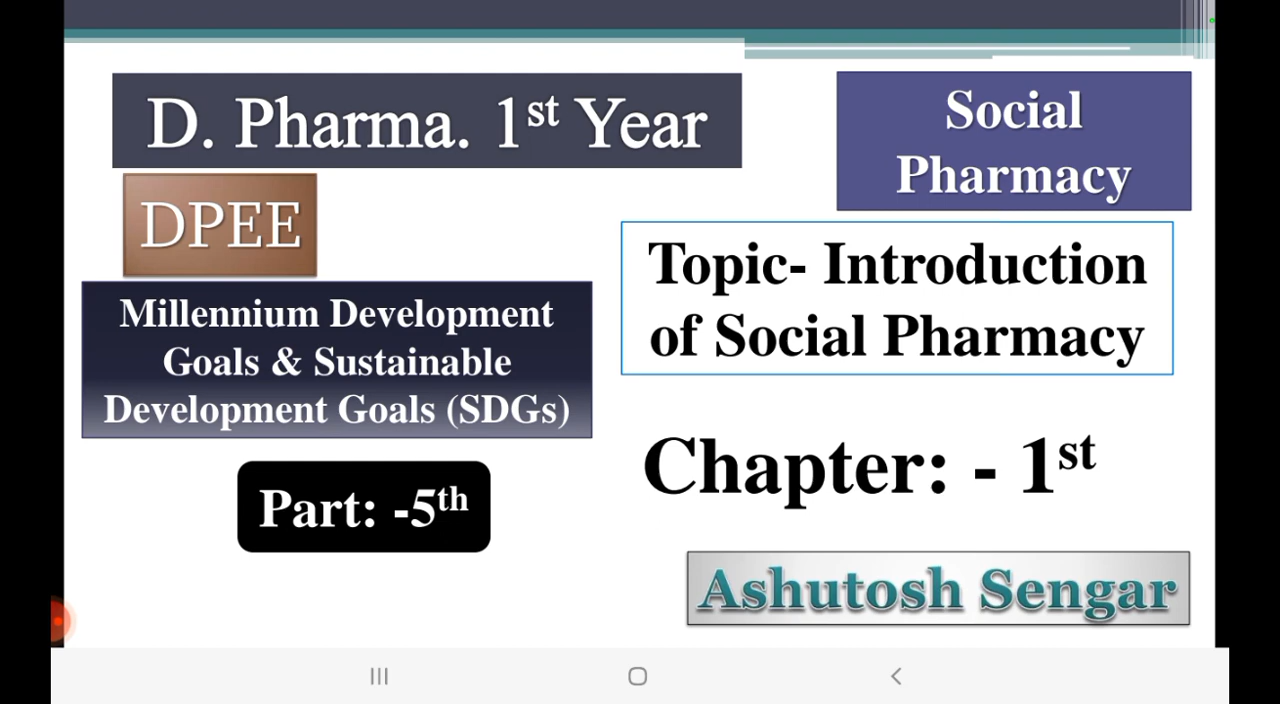 D. Pharma. 1st Year
Social
Pharmacy
DPEE
Topic- Introduction
of Social Pharmacy
Millennium Development
Goals & Sustainable
Development Goals (SDGs)
Chapter: - 1st
Part: -5th
Ashutosh Sengar